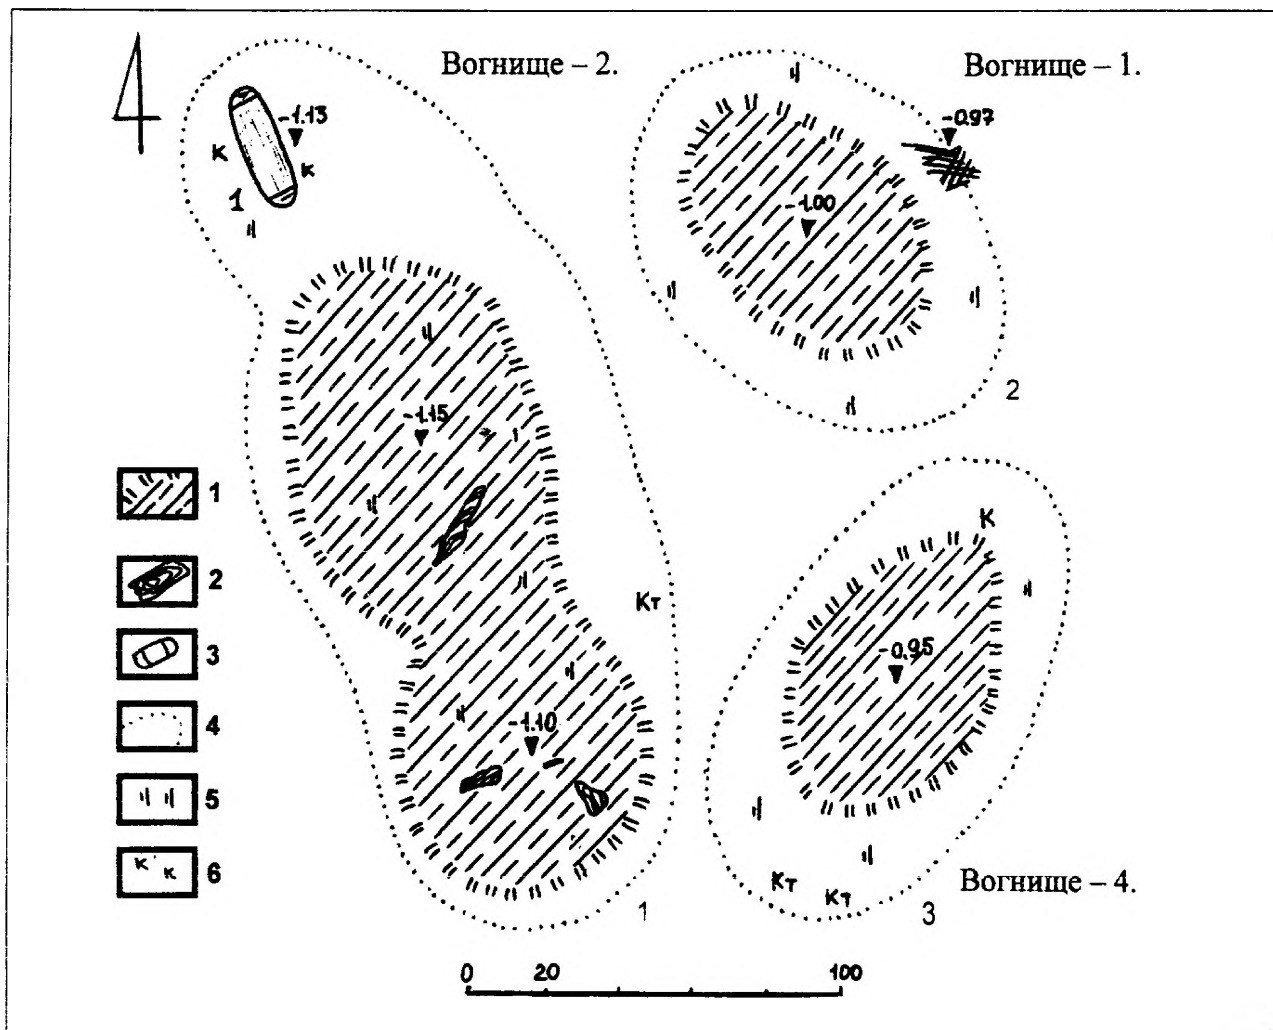 Вогнище – 2.
Вогнище – 1.
-1.13
к
к
1
-0.97
-1.00
2
-1.15
1
2
3
4
5
к к
6
Кт
К
-0.95
-1.10
1
Кт
Кт
3
Вогнище – 4.
0 20 100